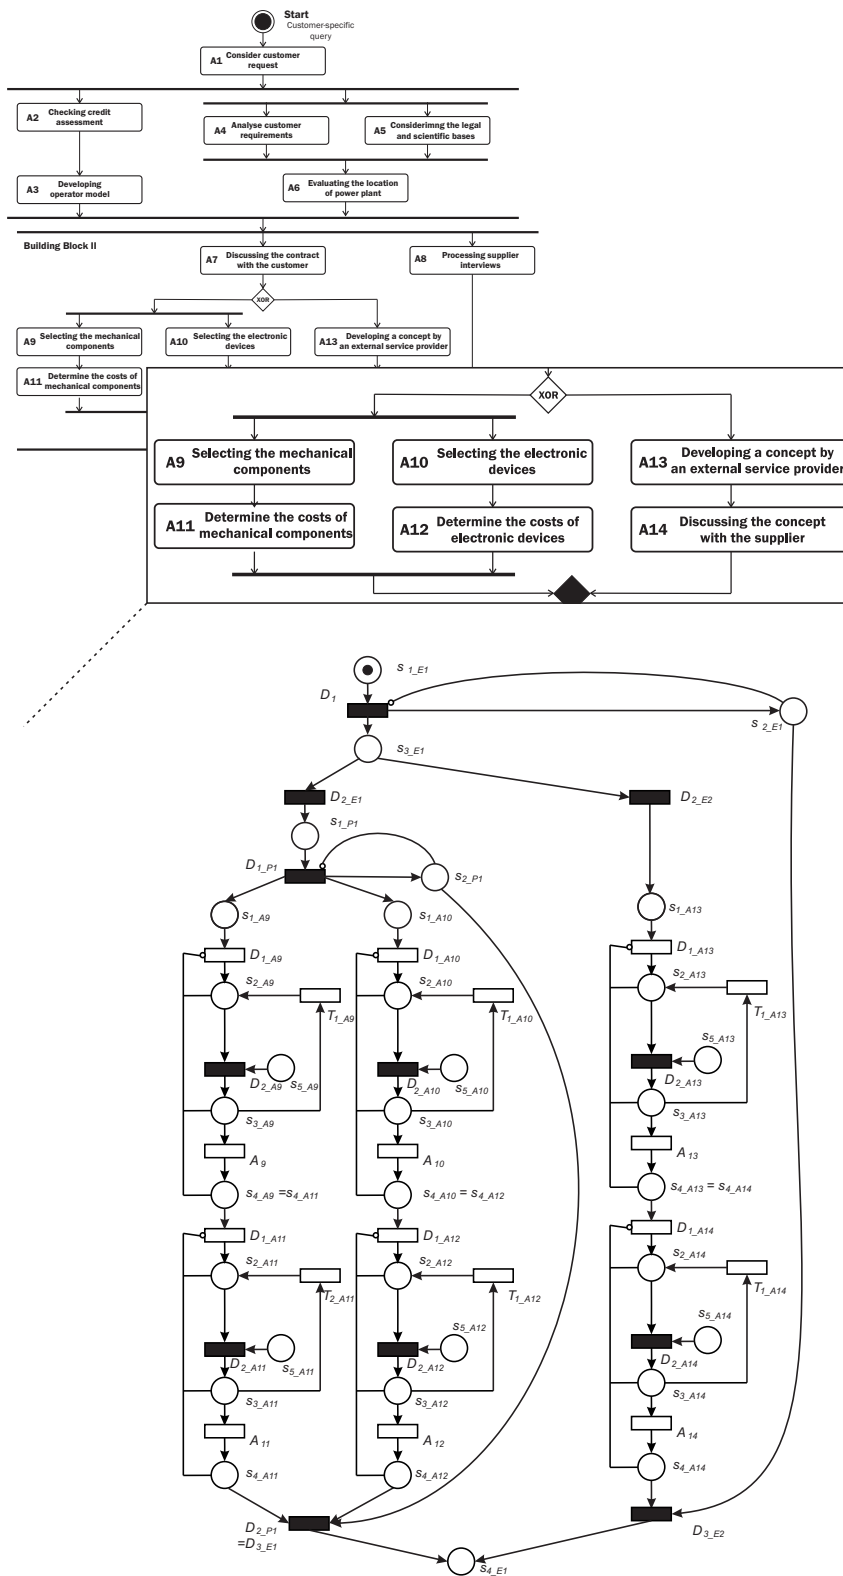 Start
Customer-specific
query
A1 Consider customer
request
A2 Checking credit
assessment
A4 Analyse customer
requirements
A5 Considerimng the legal
and scientific bases
A3 Developing
operator model
A6 Evaluating the location
of power plant
Building Block II
A7 Discussing the contract
with the customer
A8 Processing supplier
interviews
XOR
A9 Selecting the mechanical
components
A10 Selecting the electronic
devices
A13 Developing a concept by
an external service provider
A11 Determine the costs of
mechanical components
XOR
A9 Selecting the mechanical
components
A10 Selecting the electronic
devices
A13 Developing a concept by
an external service provider
A11 Determine the costs of
mechanical components
A12 Determine the costs of
electronic devices
A14 Discussing the concept
with the supplier
s1_E1
D1
s2_E1
s3_E1
D2_E1
D2_E2
s1_P1
D1_P1
s2_P1
s1_A9
s1_A10
s1_A13
D1_A9
D1_A10
D1_A13
s2_A9
s2_A10
s2_A13
T1_A9
T1_A10
T1_A13
s5_A13
D2_A9
s5_A9
D2_A10
s5_A10
D2_A13
s3_A9
s3_A10
s3_A13
A9
A10
A13
s4_A9 = s4_A11
s4_A10 = s4_A12
s4_A13 = s4_A14
D1_A11
D1_A12
D1_A14
s2_A11
s2_A12
s2_A14
T2_A11
T1_A12
T1_A14
s5_A12
s5_A14
D2_A11
s5_A11
D2_A12
D2_A14
s3_A11
s3_A12
s3_A14
A11
A12
A14
s4_A11
s4_A12
s4_A14
D2_P1
=D3_E1
D3_E2
s4_E1